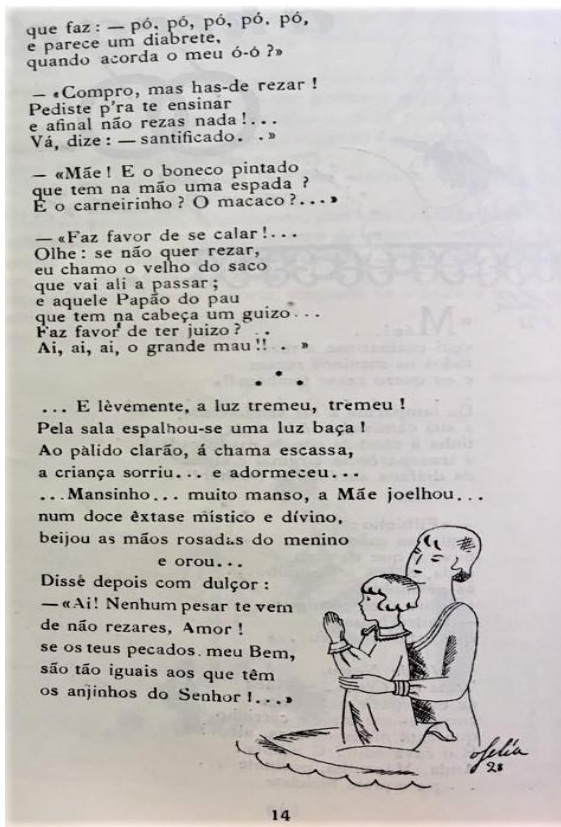 que faz : — pó, pó, pó, pó, pó,
e parece um diabrete,
quando acorda o meu ó-ó ?»
— «Compro, mas has-de rezar !
Pediste p'ra te ensinar
e afinal não rezas nada !...
Vá, dize : — santificado. . »
— «Mãe ! E o boneco pintado
que tem na mão uma espada ?
E o carneirinho ? O macaco ?...»
— «Faz favor de se calar !...
Olhe : se não quer rezar,
eu chamo o velho do saco
que vai ali a passar ;
e aquele Papão do pau
que tem na cabeça um guizo...
Faz favor de ter juizo ? . .
Ai, ai, ai, o grande mau !! . »
... E lèvemente, a luz tremeu, tremeu !
Pela sala espalhou-se uma luz baça !
Ao pàlido clarão, á chama escassa,
a criança sorriu... e adormeceu...
...Mansinho... muito manso, a Mãe joelhou...
num doce êxtase mistico e dívino,
beijou as mãos rosadas do menino
e orou...
Disse depois com dulçor :
— «Ai! Nenhum pesar te vem
de não rezares, Amor !
se os teus pecados. meu Bem,
são tão iguais aos que têm
os anjinhos do Senhor !...»
ofelia
28
14